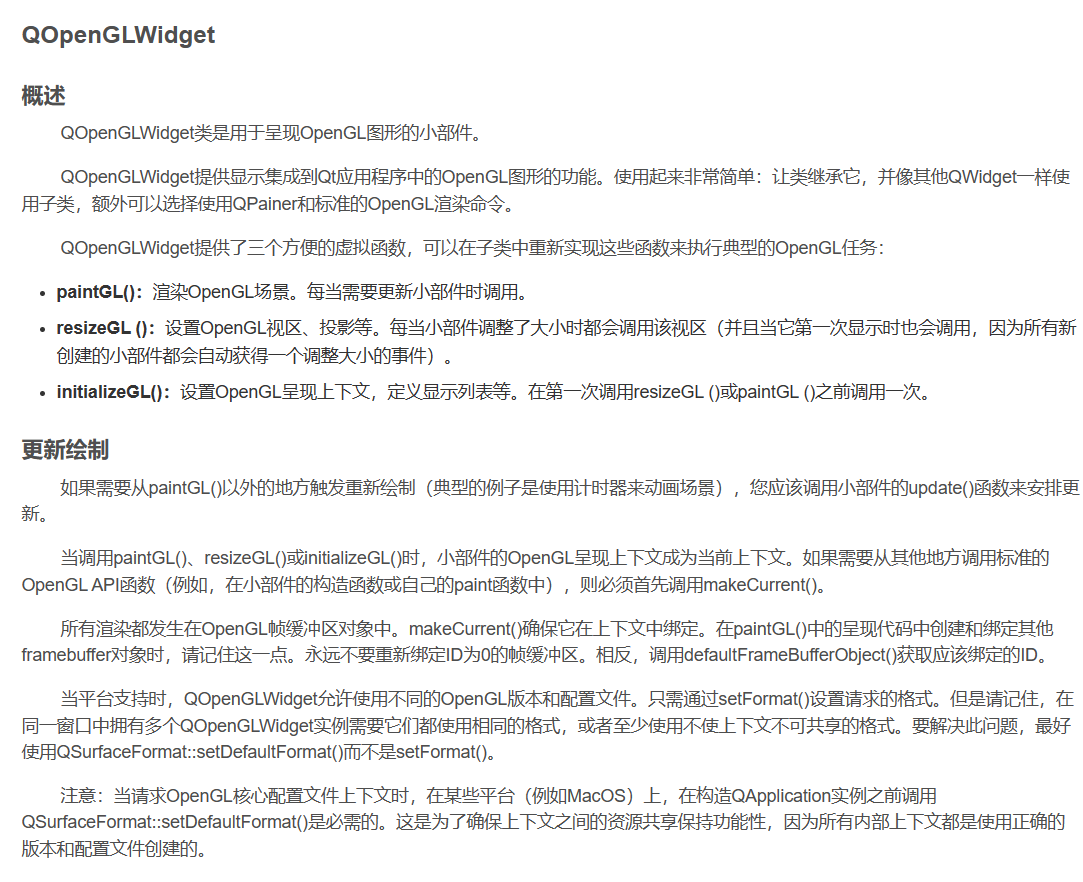 QOpenGLWidget
概述
QOpenGLWidget类是用于呈现OpenGL图形的小部件。
QOpenGLWidget提供显示集成到Qt应用程序中的OpenGL图形的功能。使用起来非常简单：让类继承它，并像其他QWidget一样使
用子类，额外可以选择使用QPainer和标准的OpenGL渲染命令。
QOpenGLWidget提供了三个方便的虚拟函数，可以在子类中重新实现这些函数来执行典型的OpenGL任务：
• paintGL()：渲染OpenGL场景。每当需要更新小部件时调用。
• resizeGL ()：设置OpenGL视区、投影等。每当小部件调整了大小时都会调用该视区（并且当它第一次显示时也会调用，因为所有新
创建的小部件都会自动获得一个调整大小的事件）。
• initializeGL()：设置OpenGL呈现上下文，定义显示列表等。在第一次调用resizeGL ()或paintGL ()之前调用一次。
更新绘制
如果需要从paintGL()以外的地方触发重新绘制（典型的例子是使用计时器来动画场景），您应该调用小部件的update()函数来安排更
新。
当调用paintGL()、resizeGL()或initializeGL()时，小部件的OpenGL呈现上下文成为当前上下文。如果需要从其他地方调用标准的
OpenGL API函数（例如，在小部件的构造函数或自己的paint函数中），则必须首先调用makeCurrent()。
所有渲染都发生在OpenGL帧缓冲区对象中。makeCurrent()确保它在上下文中绑定。在paintGL()中的呈现代码中创建和绑定其他
framebuffer对象时，请记住这一点。永远不要重新绑定ID为0的帧缓冲区。相反，调用defaultFrameBufferObject()获取应该绑定的ID。
当平台支持时，QOpenGLWidget允许使用不同的OpenGL版本和配置文件。只需通过setFormat()设置请求的格式。但是请记住，在
同一窗口中拥有多个QOpenGLWidget实例需要它们都使用相同的格式，或者至少使用不使上下文不可共享的格式。要解决此问题，最好
使用QSurfaceFormat::setDefaultFormat()而不是setFormat()。
注意：当请求OpenGL核心配置文件上下文时，在某些平台（例如MacOS）上，在构造QApplication实例之前调用
QSurfaceFormat::setDefaultFormat()是必需的。这是为了确保上下文之间的资源共享保持功能性，因为所有内部上下文都是使用正确的
版本和配置文件创建的。